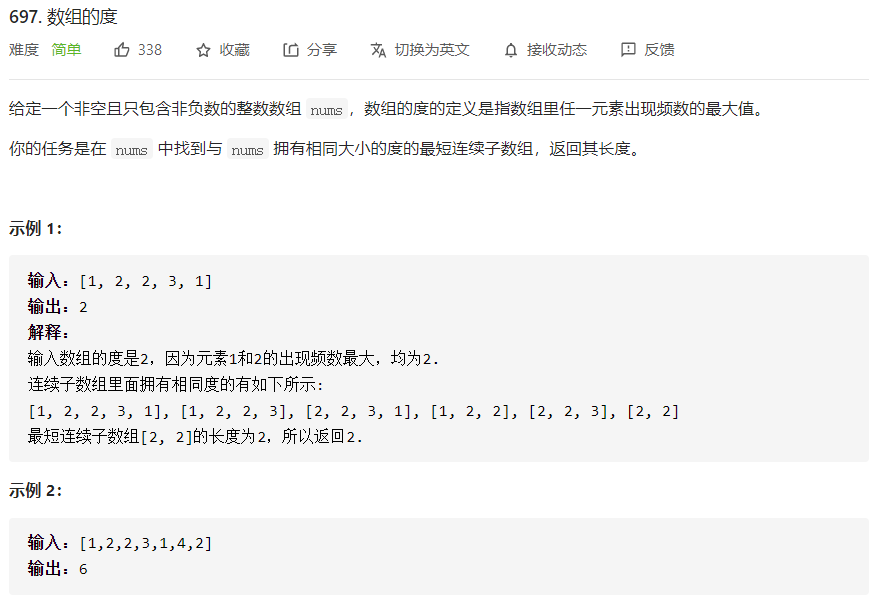 697. 数组的度
难度 简单 338 收藏 分享 切换为英文 接收动态 反馈
给定一个非空且只包含非负数的整数数组 nums，数组的度的定义是指数组里任一元素出现频数的最大值。
你的任务是在 nums 中找到与 nums 拥有相同大小的度的最短连续子数组，返回其长度。
示例 1：
输入：[1, 2, 2, 3, 1]
输出：2
解释：
输入数组的度是2，因为元素1和2的出现频数最大，均为2.
连续子数组里面拥有相同度的有如下所示:
[1, 2, 2, 3, 1], [1, 2, 2, 3], [2, 2, 3, 1], [1, 2, 2], [2, 2, 3], [2, 2]
最短连续子数组[2, 2]的长度为2，所以返回2.
示例 2：
输入：[1,2,2,3,1,4,2]
输出：6